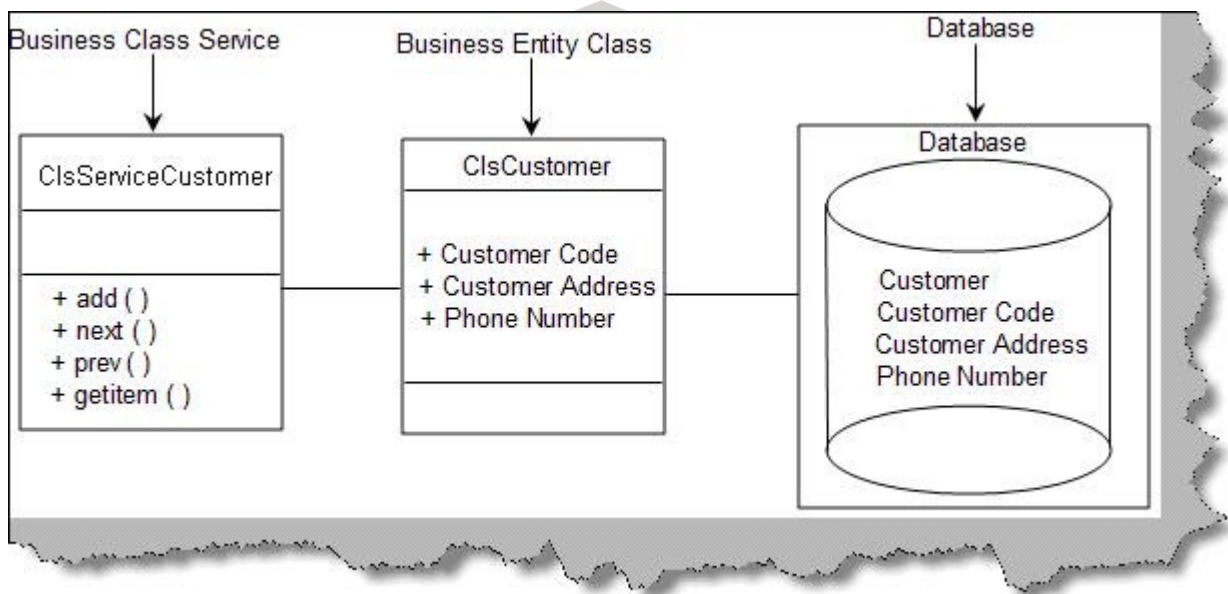 Business Class Service
Business Entity Class
Database
ClsServiceCustomer
+ add ( )
+ next ( )
+ prev ( )
+ getitem ( )
ClsCustomer
+ Customer Code
+ Customer Address
+ Phone Number
Database
Customer
Customer Code
Customer Address
Phone Number